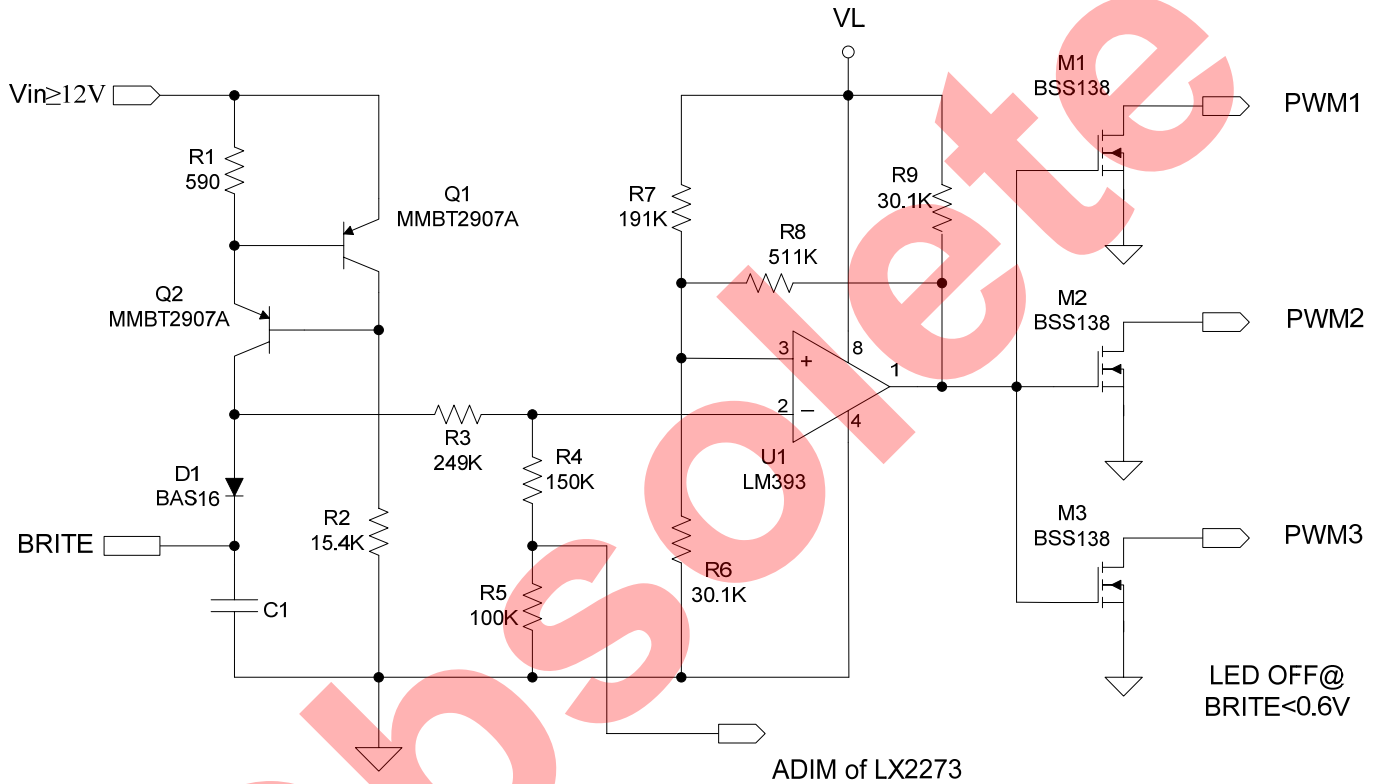 VL
Vin≥12V
M1
BSS138
PWM1
R1
590
Q1
MMBT2907A
R7
191K
R9
30.1K
R8
511K
Q2
MMBT2907A
M2
BSS138
PWM2
3
+
8
1
2
–
4
R3
249K
U1
LM393
R4
150K
D1
BAS16
R2
15.4K
BRITE
M3
BSS138
PWM3
R6
30.1K
R5
100K
C1
LED OFF@
BRITE<0.6V
ADIM of LX2273
obsolete